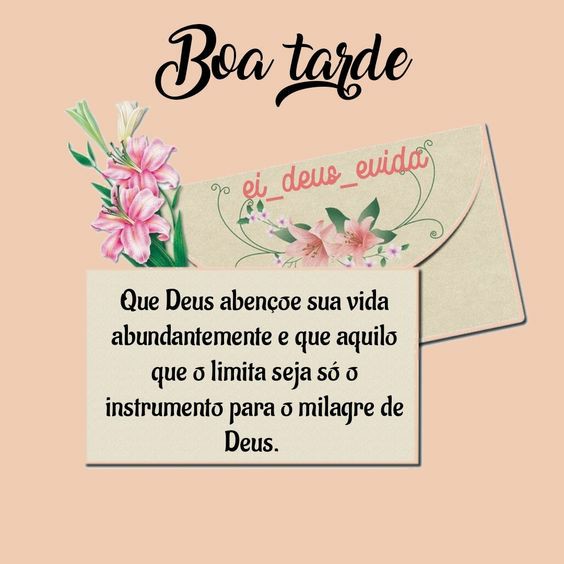 Boa tarde
ei_deus_evida
Que Deus abençoe sua vida
abundantemente e que aquilo
que o limita seja só o
instrumento para o milagre de
Deus.